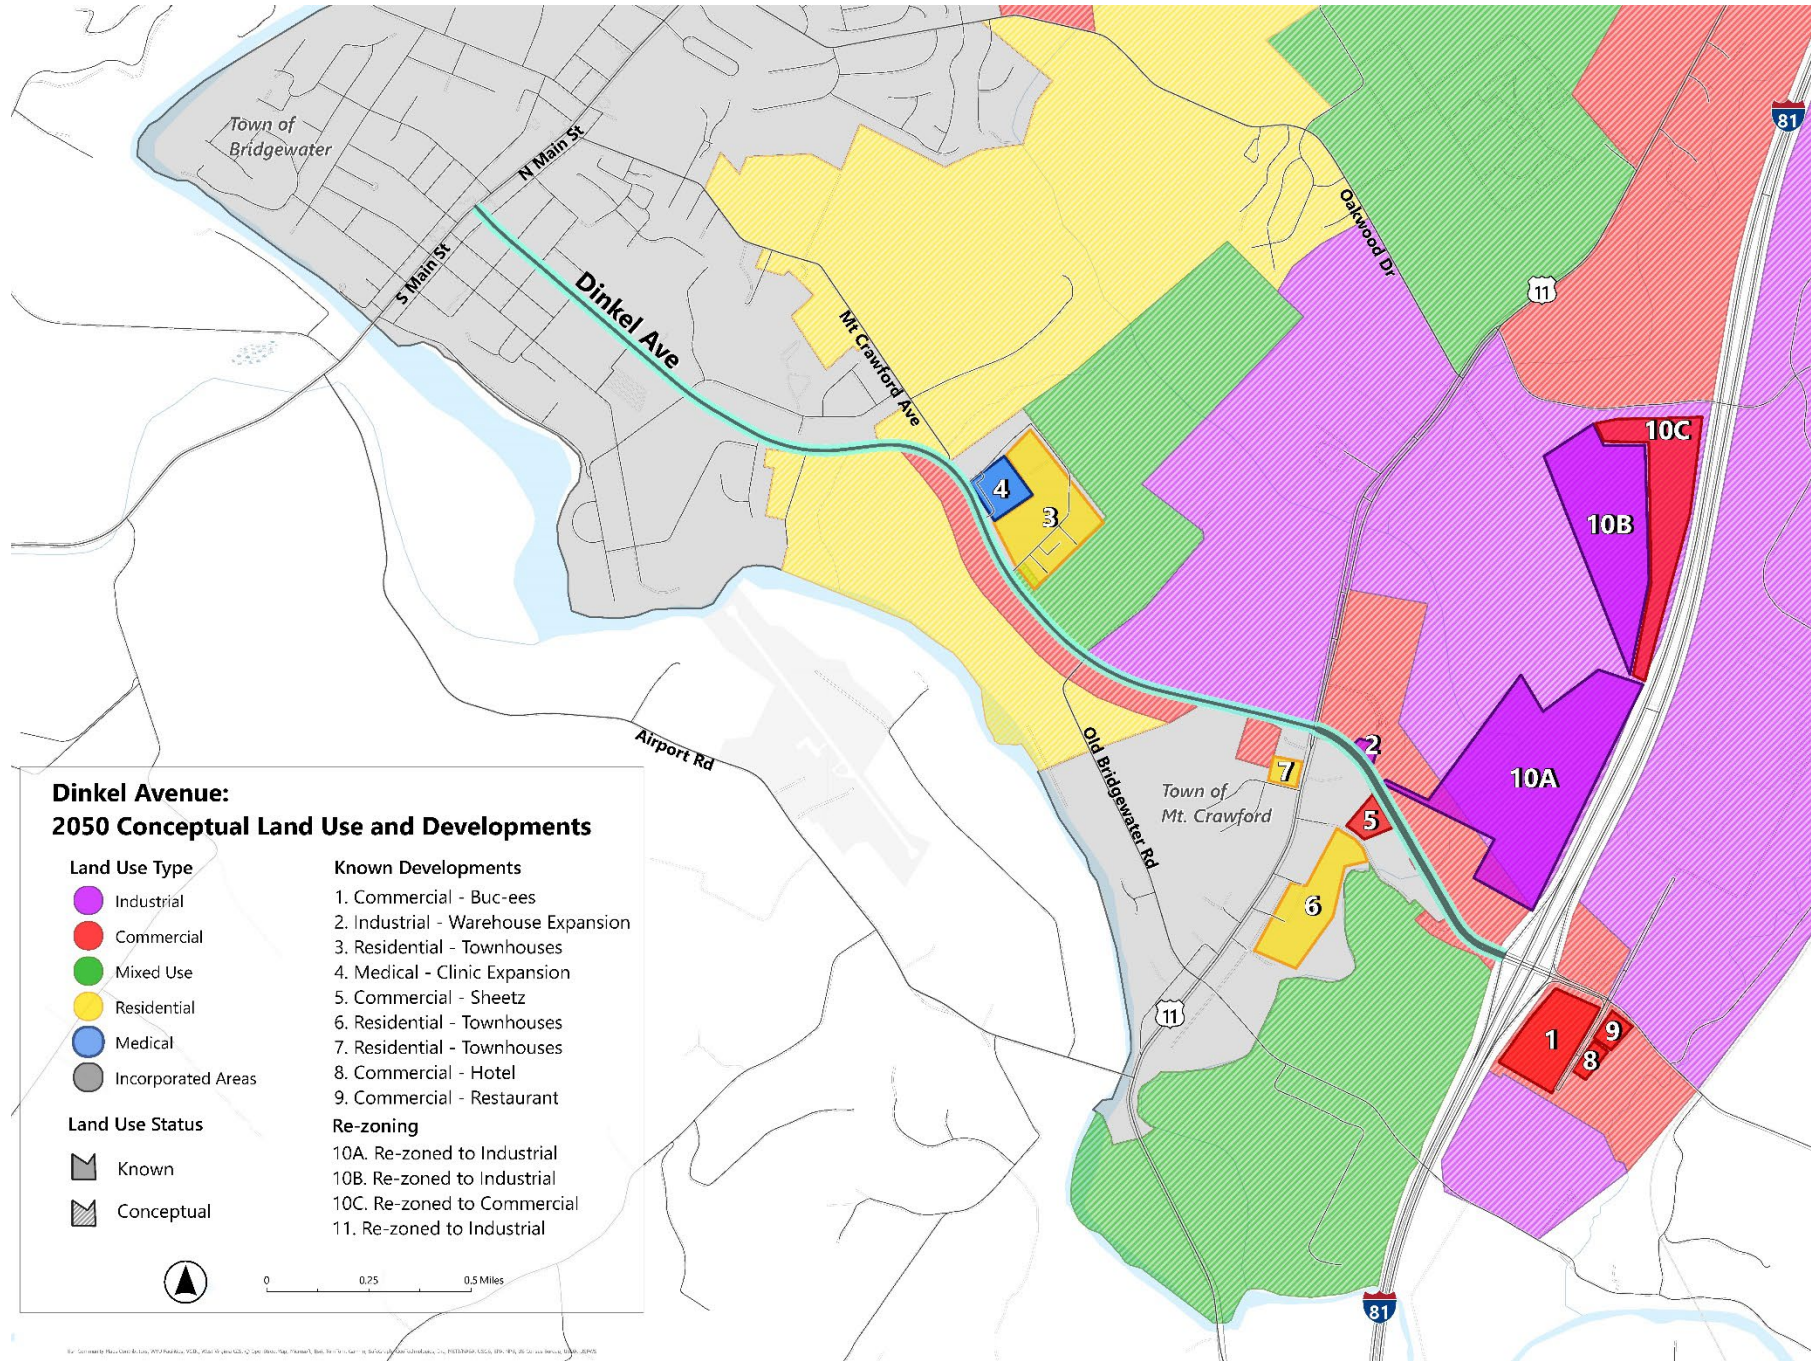 Town of
Bridgewater
N Main St
S Main St
Dinkel Ave
Mt Crawford Ave
Oakwood Dr
81
11
10C
10B
4
3
2
10A
7
5
Old Bridgewater Rd
Town of
Mt. Crawford
Airport Rd
6
11
1
9
8
81
Dinkel Avenue:
2050 Conceptual Land Use and Developments
Land Use Type
Industrial
Commercial
Mixed Use
Residential
Medical
Incorporated Areas
Land Use Status
Known
Conceptual
Known Developments
1. Commercial - Buc-ees
2. Industrial - Warehouse Expansion
3. Residential - Townhouses
4. Medical - Clinic Expansion
5. Commercial - Sheetz
6. Residential - Townhouses
7. Residential - Townhouses
8. Commercial - Hotel
9. Commercial - Restaurant
Re-zoning
10A. Re-zoned to Industrial
10B. Re-zoned to Industrial
10C. Re-zoned to Commercial
11. Re-zoned to Industrial
0 0.25 0.5 Miles